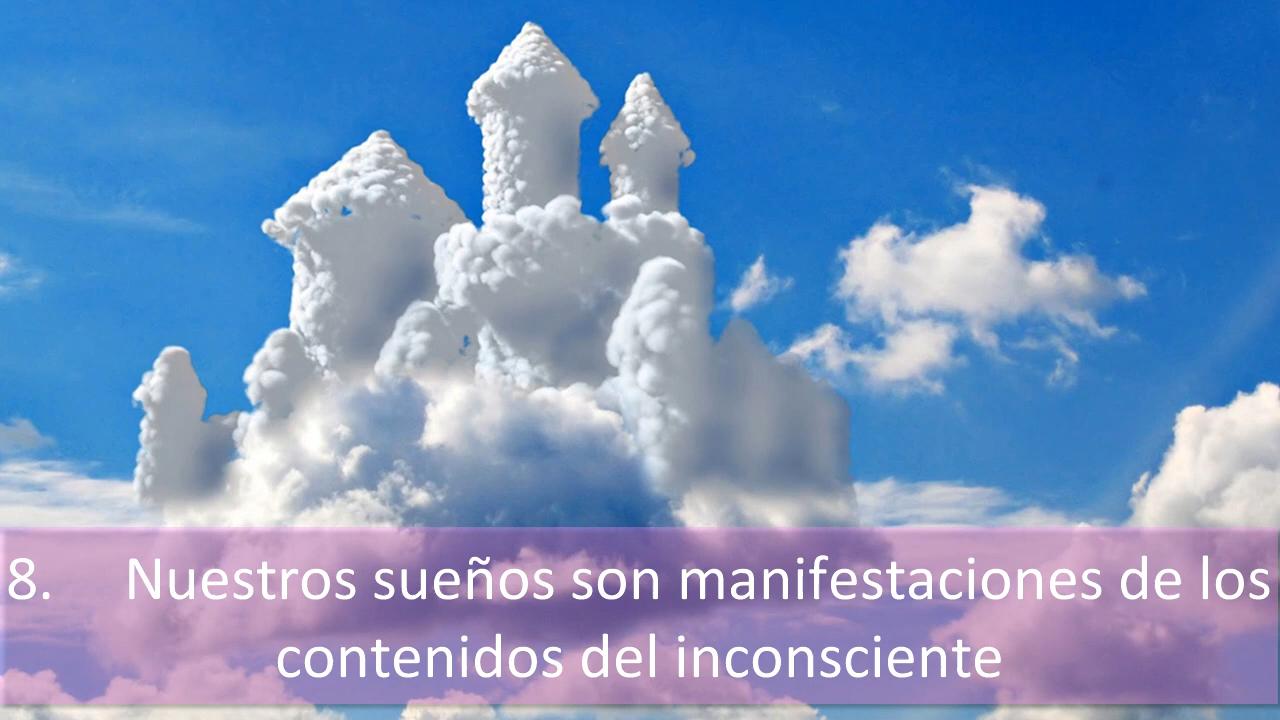 8. Nuestros sueños son manifestaciones de los
contenidos del inconsciente